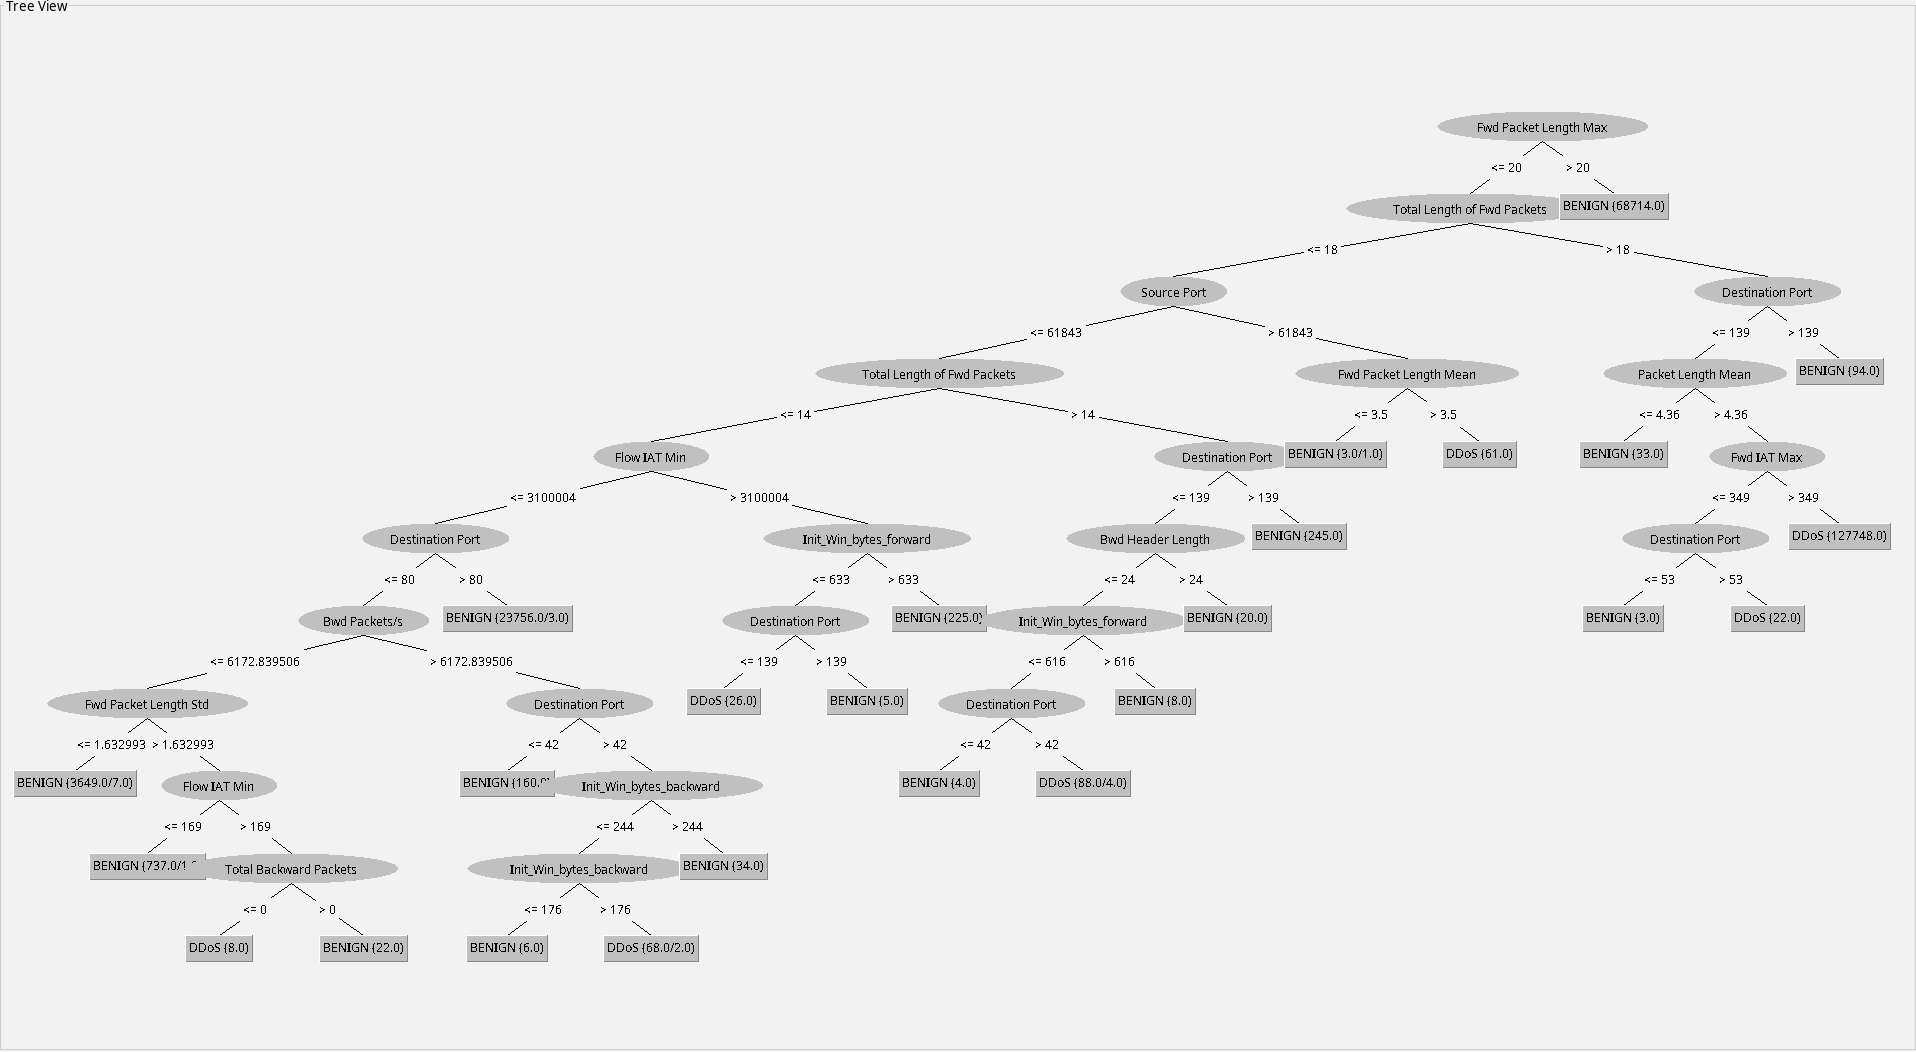 Tree View
Fwd Packet Length Max
<= 20
> 20
Total Length of Fwd Packets
BENIGN (68714.0)
<= 18
> 18
Source Port
Destination Port
<= 61843
> 61843
<= 139
> 139
Total Length of Fwd Packets
Fwd Packet Length Mean
Packet Length Mean
BENIGN (94.0)
<= 14
> 14
<= 3.5
> 3.5
<= 4.36
> 4.36
Flow IAT Min
Destination Port
BENIGN (3.0/1.0)
DDoS (61.0)
BENIGN (33.0)
Fwd IAT Max
<= 3100004
> 3100004
<= 139
> 139
<= 349
> 349
Destination Port
Init_Win_bytes_forward
Bwd Header Length
BENIGN (245.0)
Destination Port
DDoS (127748.0)
<= 80
> 80
<= 633
> 633
<= 24
> 24
<= 53
> 53
Bwd Packets/s
BENIGN (23756.0/3.0)
Destination Port
BENIGN (225.0)
Init_Win_bytes_forward
BENIGN (20.0)
BENIGN (3.0)
DDoS (22.0)
<= 6172.839506
> 6172.839506
<= 139
> 139
<= 616
> 616
Fwd Packet Length Std
Destination Port
DDoS (26.0)
BENIGN (5.0)
Destination Port
BENIGN (8.0)
<= 1.632993
> 1.632993
<= 42
> 42
<= 42
> 42
BENIGN (3649.0/7.0)
Flow IAT Min
BENIGN
Init_Win_bytes_backward
BENIGN (4.0)
DDoS (88.0/4.0)
<= 169
> 169
<= 244
> 244
BENIGN
Total Backward Packets
Init_Win_bytes_backward
BENIGN (34.0)
<= 0
> 0
<= 176
> 176
DDoS (8.0)
BENIGN (22.0)
BENIGN (6.0)
DDoS (68.0/2.0)